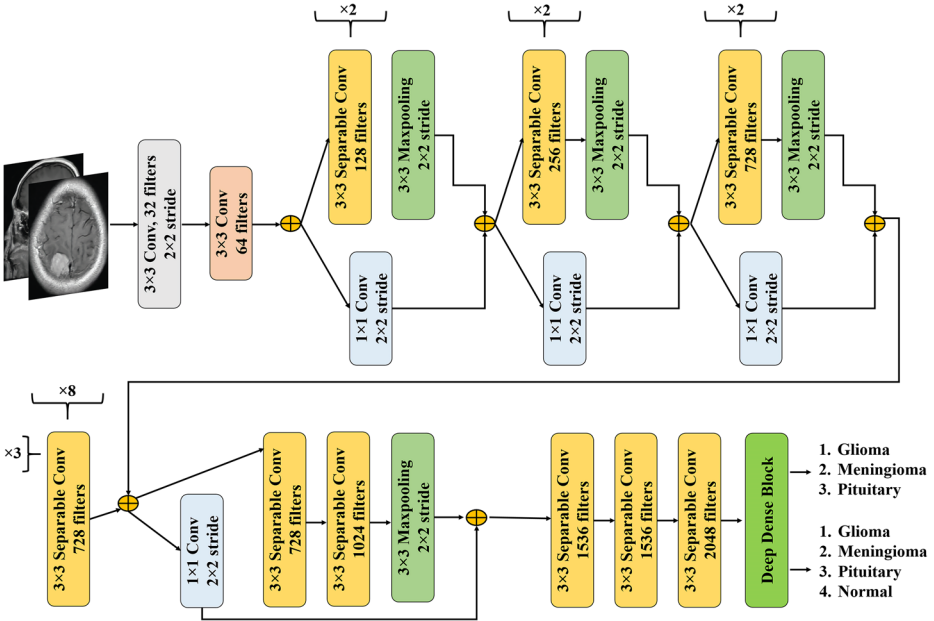 ×2
×2
×2
3×3 Conv, 32 filters
2×2 stride
3×3 Conv
64 filters
3×3 Separable Conv
128 filters
3×3 Maxpooling
2×2 stride
1×1 Conv
2×2 stride
3×3 Separable Conv
256 filters
3×3 Maxpooling
2×2 stride
1×1 Conv
2×2 stride
3×3 Separable Conv
728 filters
3×3 Maxpooling
2×2 stride
1×1 Conv
2×2 stride
×8
×3
3×3 Separable Conv
728 filters
1×1 Conv
2×2 stride
3×3 Separable Conv
728 filters
3×3 Separable Conv
1024 filters
3×3 Maxpooling
2×2 stride
3×3 Separable Conv
1536 filters
3×3 Separable Conv
1536 filters
3×3 Separable Conv
2048 filters
Deep Dense Block
1. Glioma
2. Meningioma
3. Pituitary
1. Glioma
2. Meningioma
3. Pituitary
4. Normal